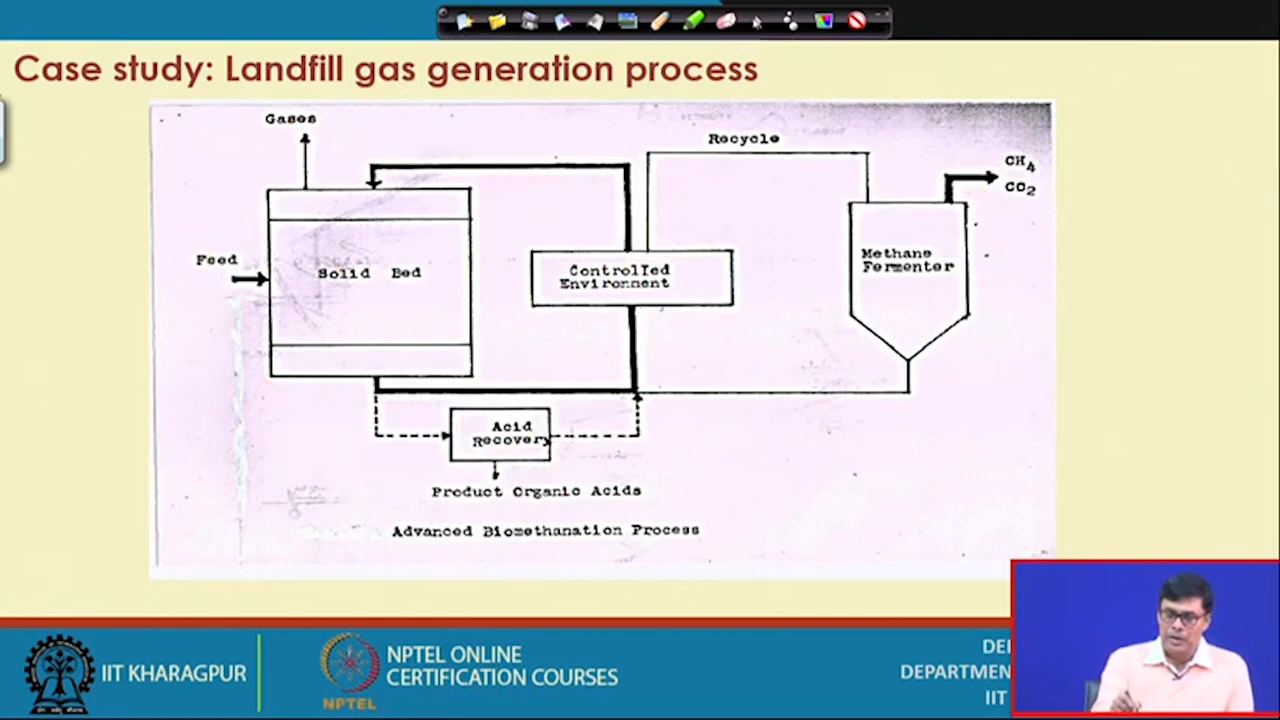 Case study: Landfill gas generation process
Gases
Recycle
CH4
CO2
Feed
Solid Bed
Controlled
Environment
Methane
Fermenter
Acid
Recovery
Product Organic Acids
Advanced Biomethanation Process
IIT KHARAGPUR
NPTEL
NPTEL ONLINE
CERTIFICATION COURSES
DEPARTMEN
IIT